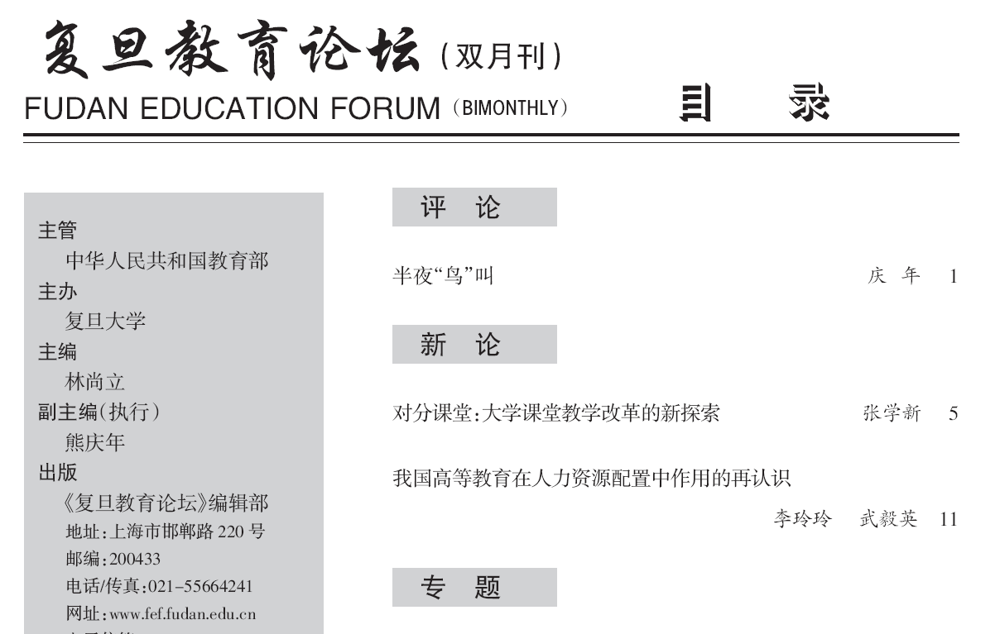 复旦教育论坛(双月刊)
FUDAN EDUCATION FORUM (BIMONTHLY)
目 录
主管
中华人民共和国教育部
主办
复旦大学
主编
林尚立
副主编(执行)
熊庆年
出版
《复旦教育论坛》编辑部
地址:上海市邯郸路 220 号
邮编:200433
电话/传真:021-55664241
网址:www.fef.fudan.edu.cn
评 论
半夜“鸟”叫 庆 年 1
新 论
对分课堂:大学课堂教学改革的新探索 张学新 5
我国高等教育在人力资源配置中作用的再认识
李玲玲 武毅英 11
专 题